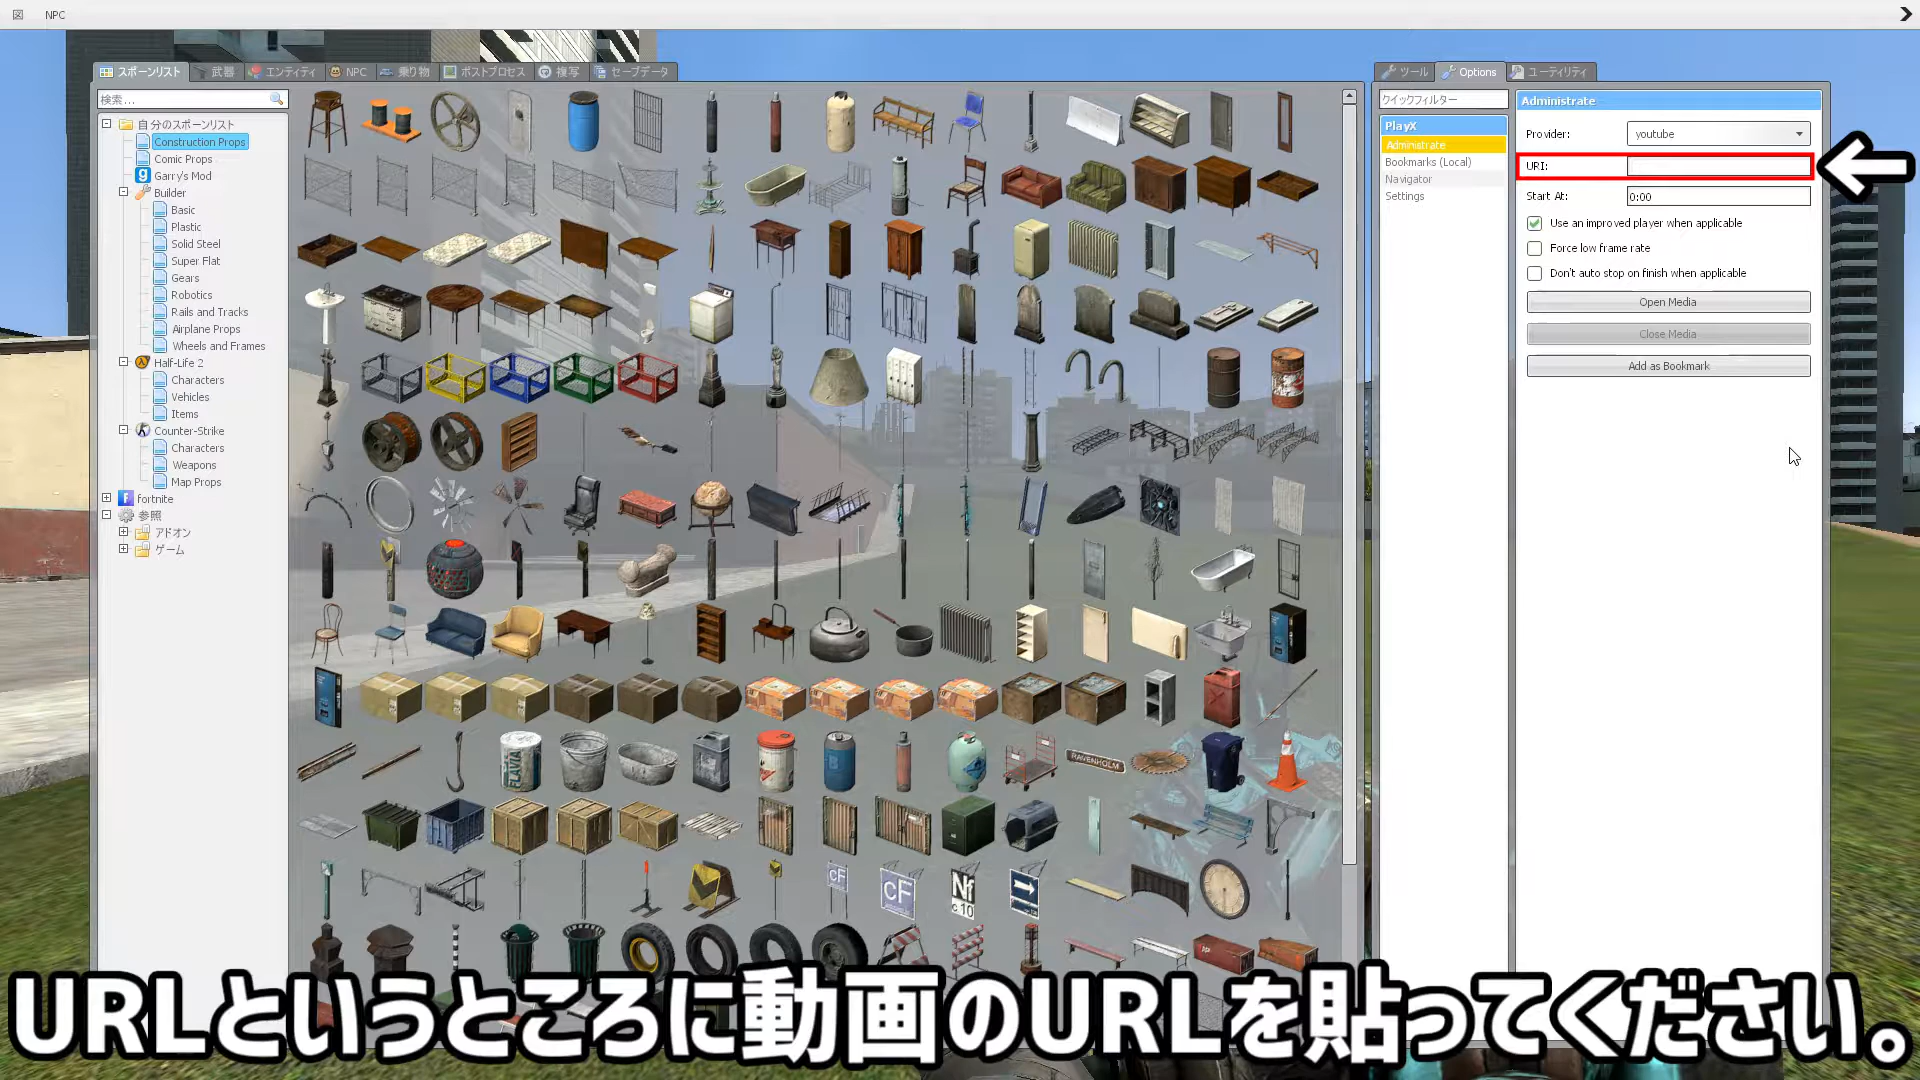 NPC
スポーンリスト 武器 エンティティ NPC 乗り物 ポストプロセス 複写 セーブデータ
ツール Options ユーティリティ
検索...
自分のスポーンリスト
Construction Props
Comic Props
Garry's Mod
Builder
Basic
Plastic
Solid Steel
Super Flat
Gears
Robotics
Rails and Tracks
Airplane Props
Wheels and Frames
Half-Life 2
Characters
Vehicles
Items
Counter-Strike
Characters
Weapons
Map Props
fortnite
参照
アドオン
ゲーム
RAVENHOLM
cF
cF
Nf
c 10
クイックフィルター
PlayX
Administrate
Bookmarks (Local)
Navigator
Settings
Administrate
Provider: youtube
URI:
Start At: 0:00
Use an improved player when applicable
Force low frame rate
Don't auto stop on finish when applicable
Open Media
Close Media
Add as Bookmark
URLというところに動画のURLを貼ってください。